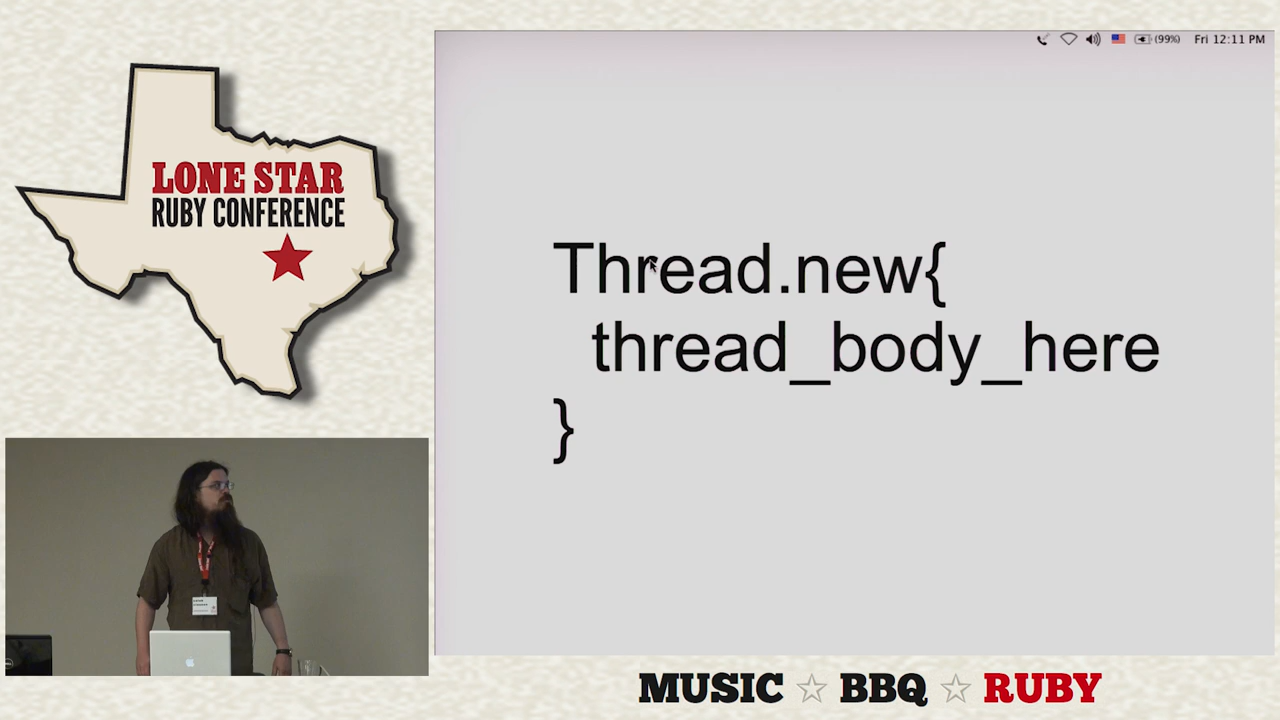 LONE STAR
RUBY CONFERENCE
(99%) Fri 12:11 PM
Thread.new{
thread_body_here
}
MUSIC ☆ BBQ ☆ RUBY